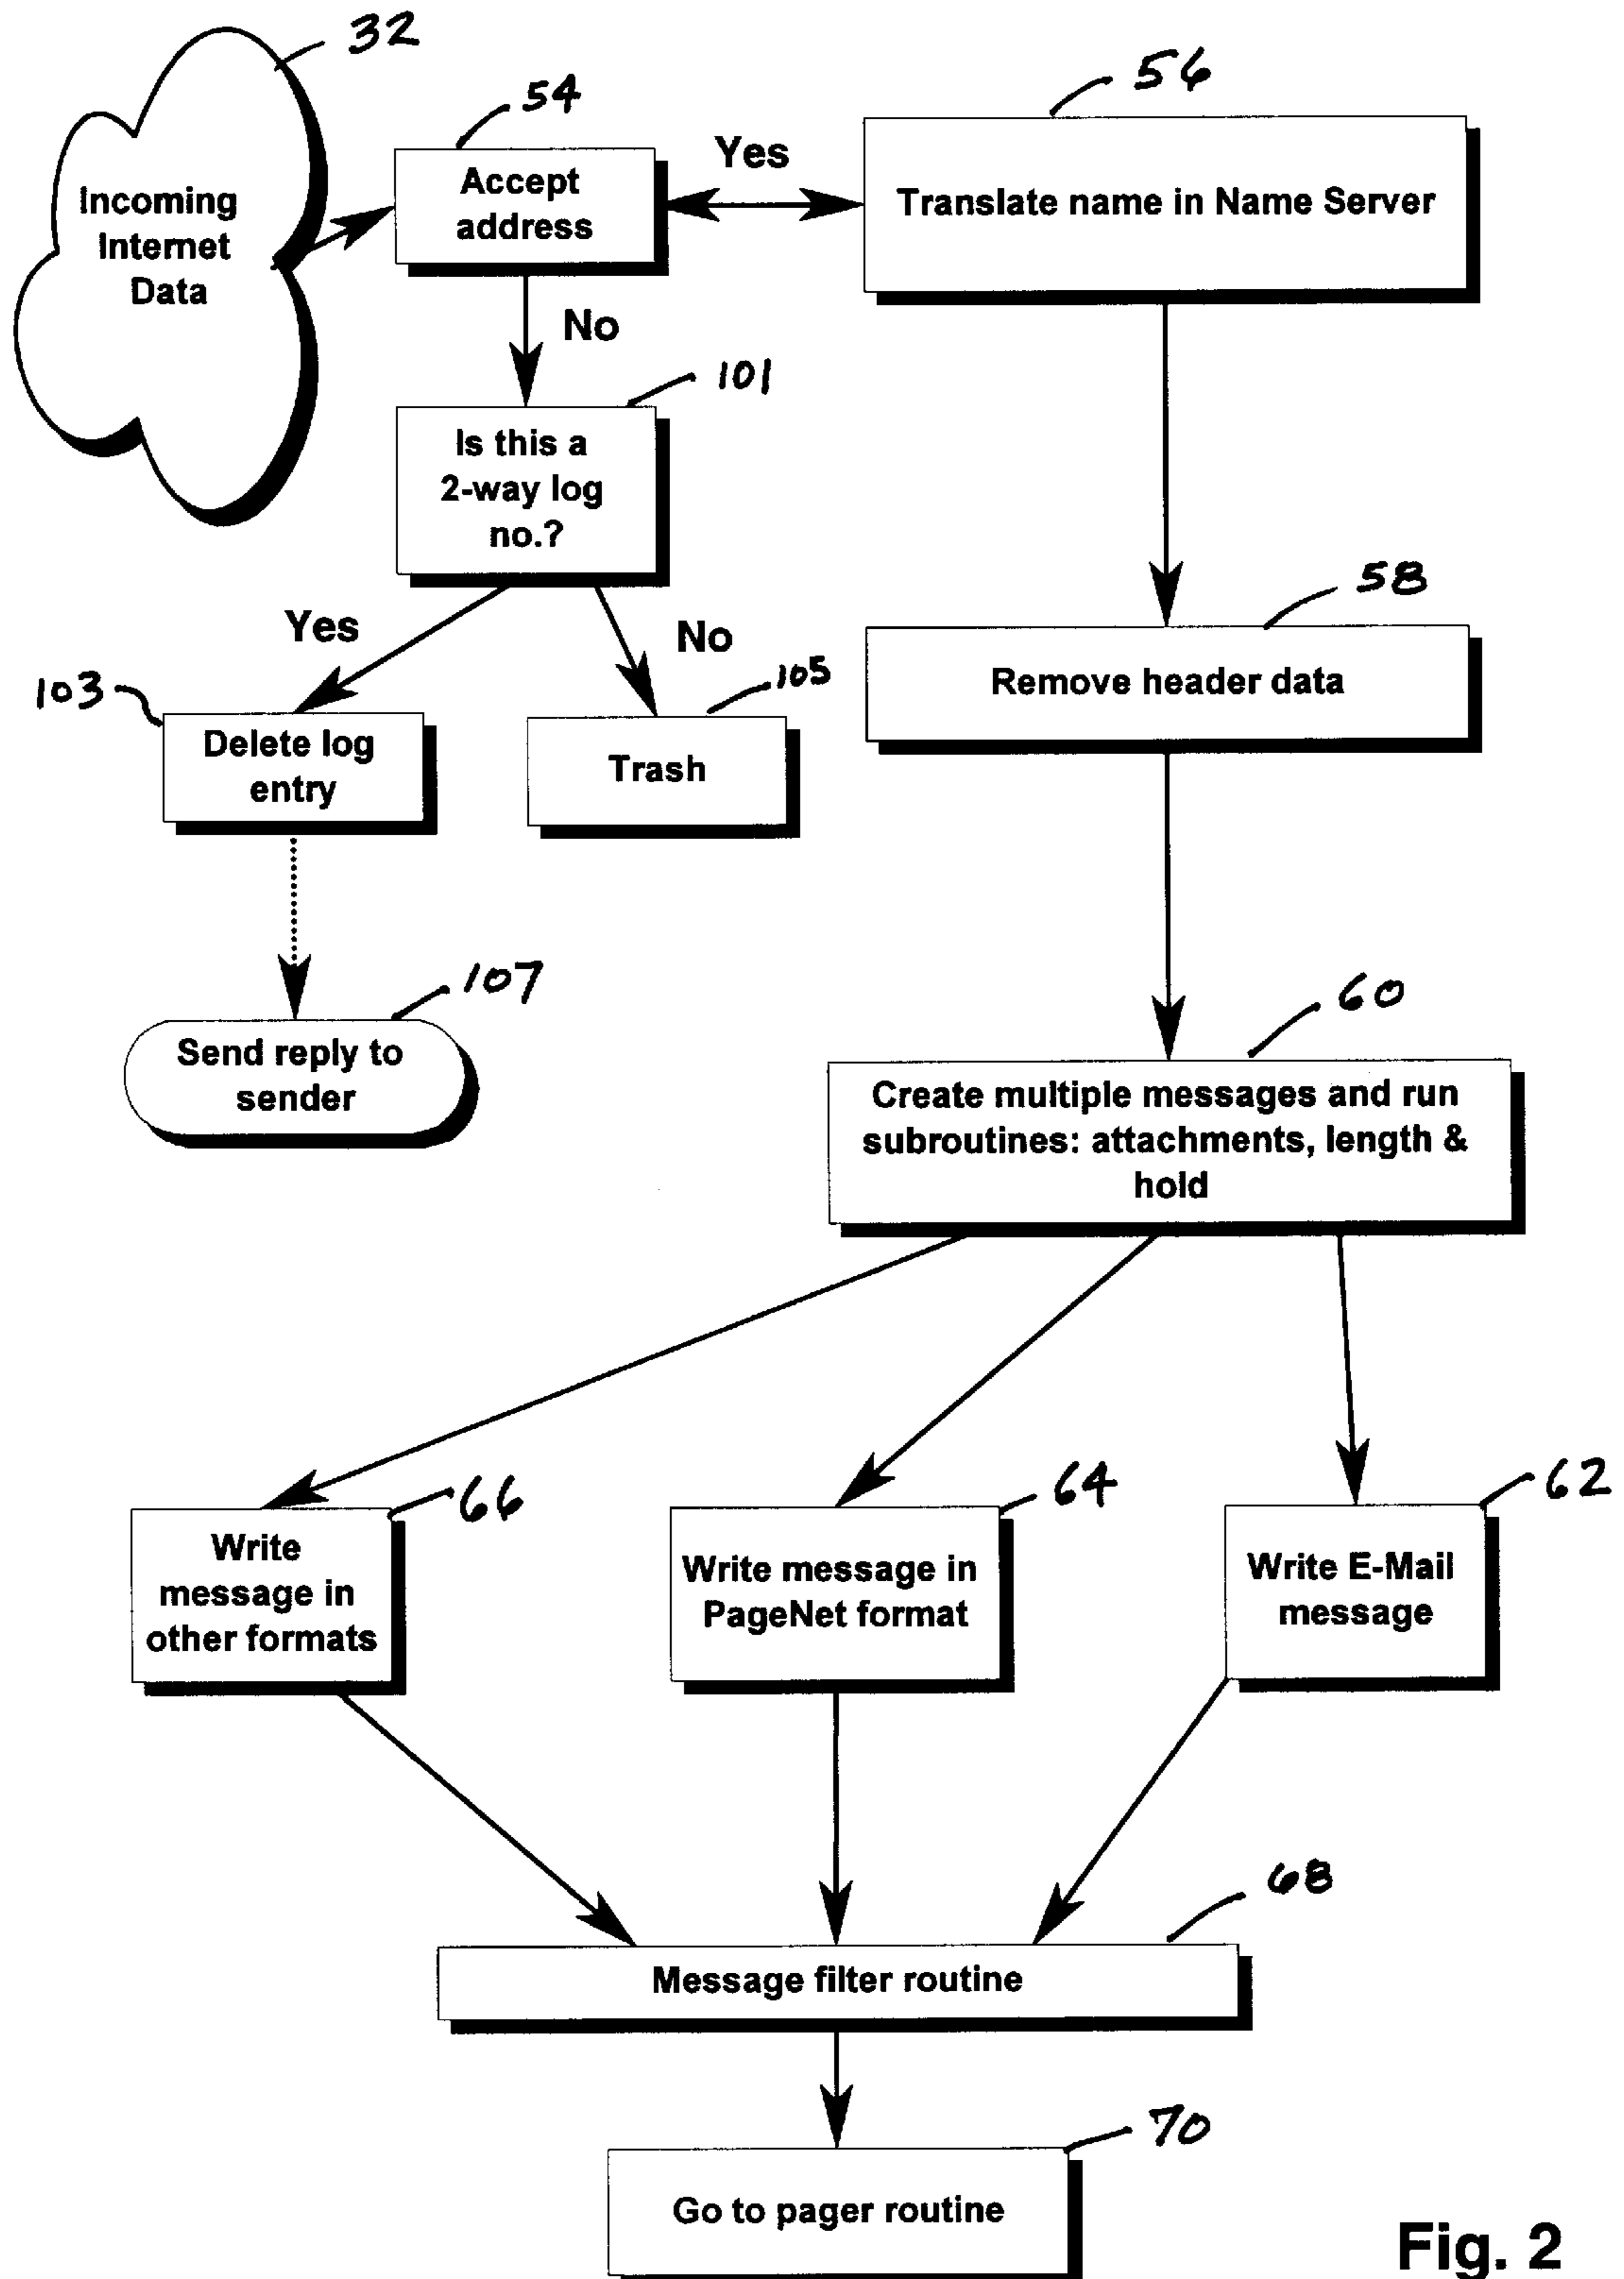 32
54
56
Incoming
Internet
Data
Accept
address
Yes
Translate name in Name Server
No
101
Is this a
2-way log
no.?
Yes
No
58
103
105
Remove header data
Delete log
entry
Trash
107
60
Send reply to
sender
Create multiple messages and run
subroutines: attachments, length &
hold
66
64
62
Write
message in
other formats
Write message in
PageNet format
Write E-Mail
message
68
Message filter routine
70
Go to pager routine
Fig. 2